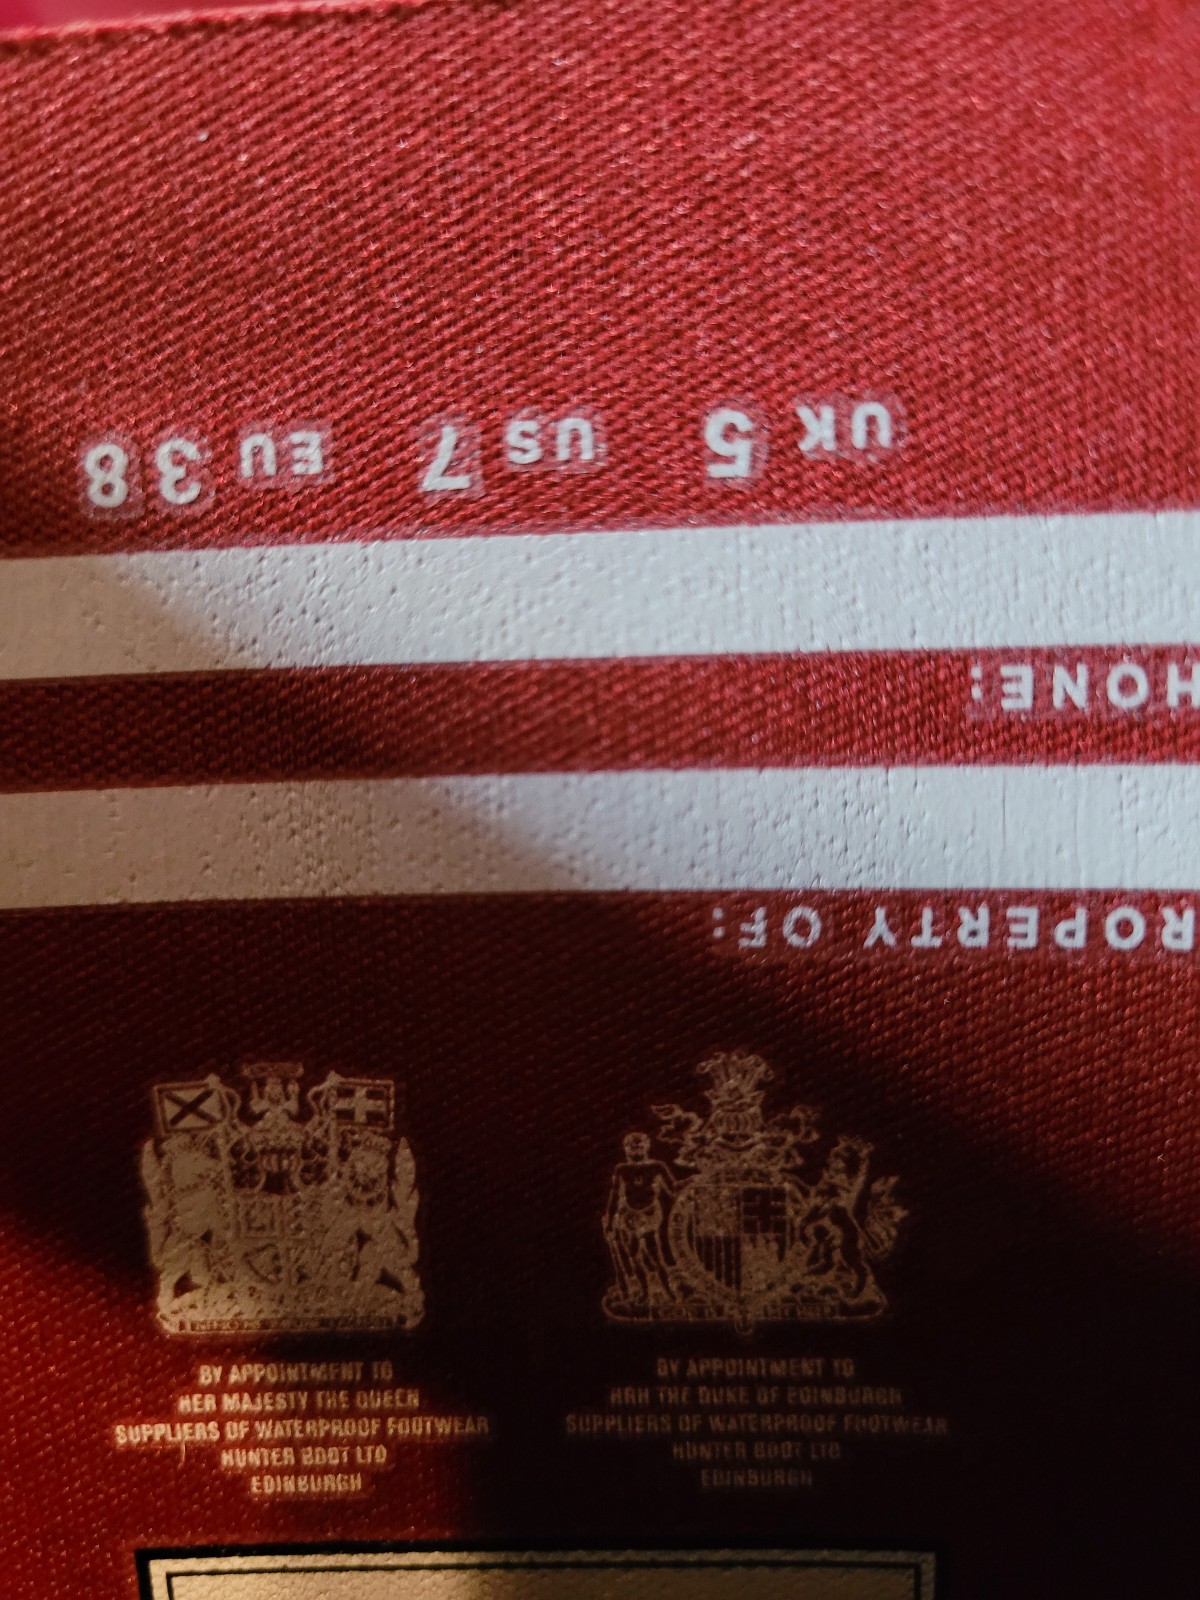 UK 5 US 7 EU 38
HONE:
ROPERTY OF:
BY APPOINTMENT TO
HER MAJESTY THE QUEEN
SUPPLIERS OF WATERPROOF FOOTWEAR
HUNTER BOOT LTD
EDINBURGH
BY APPOINTMENT TO
HRH THE DUKE OF EDINBURGH
SUPPLIERS OF WATERPROOF FOOTWEAR
HUNTER BOOT LTD
EDINBURGH